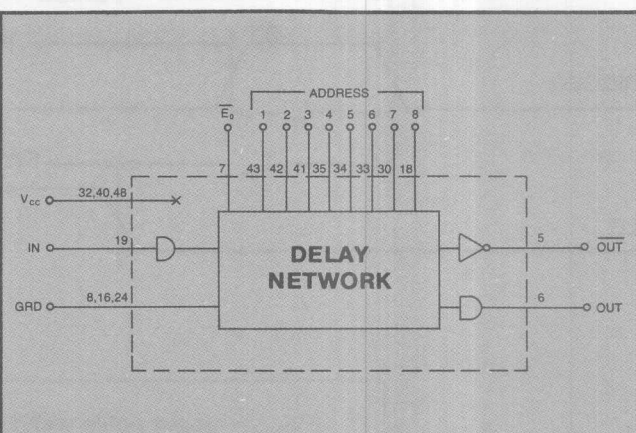 ADDRESS
E₀ 1 2 3 4 5 6 7 8
7 43 42 41 35 34 33 30 18
Vcc 32,40,48
IN 19
DELAY
NETWORK
5 OUT
GRD 8,16,24
6 OUT